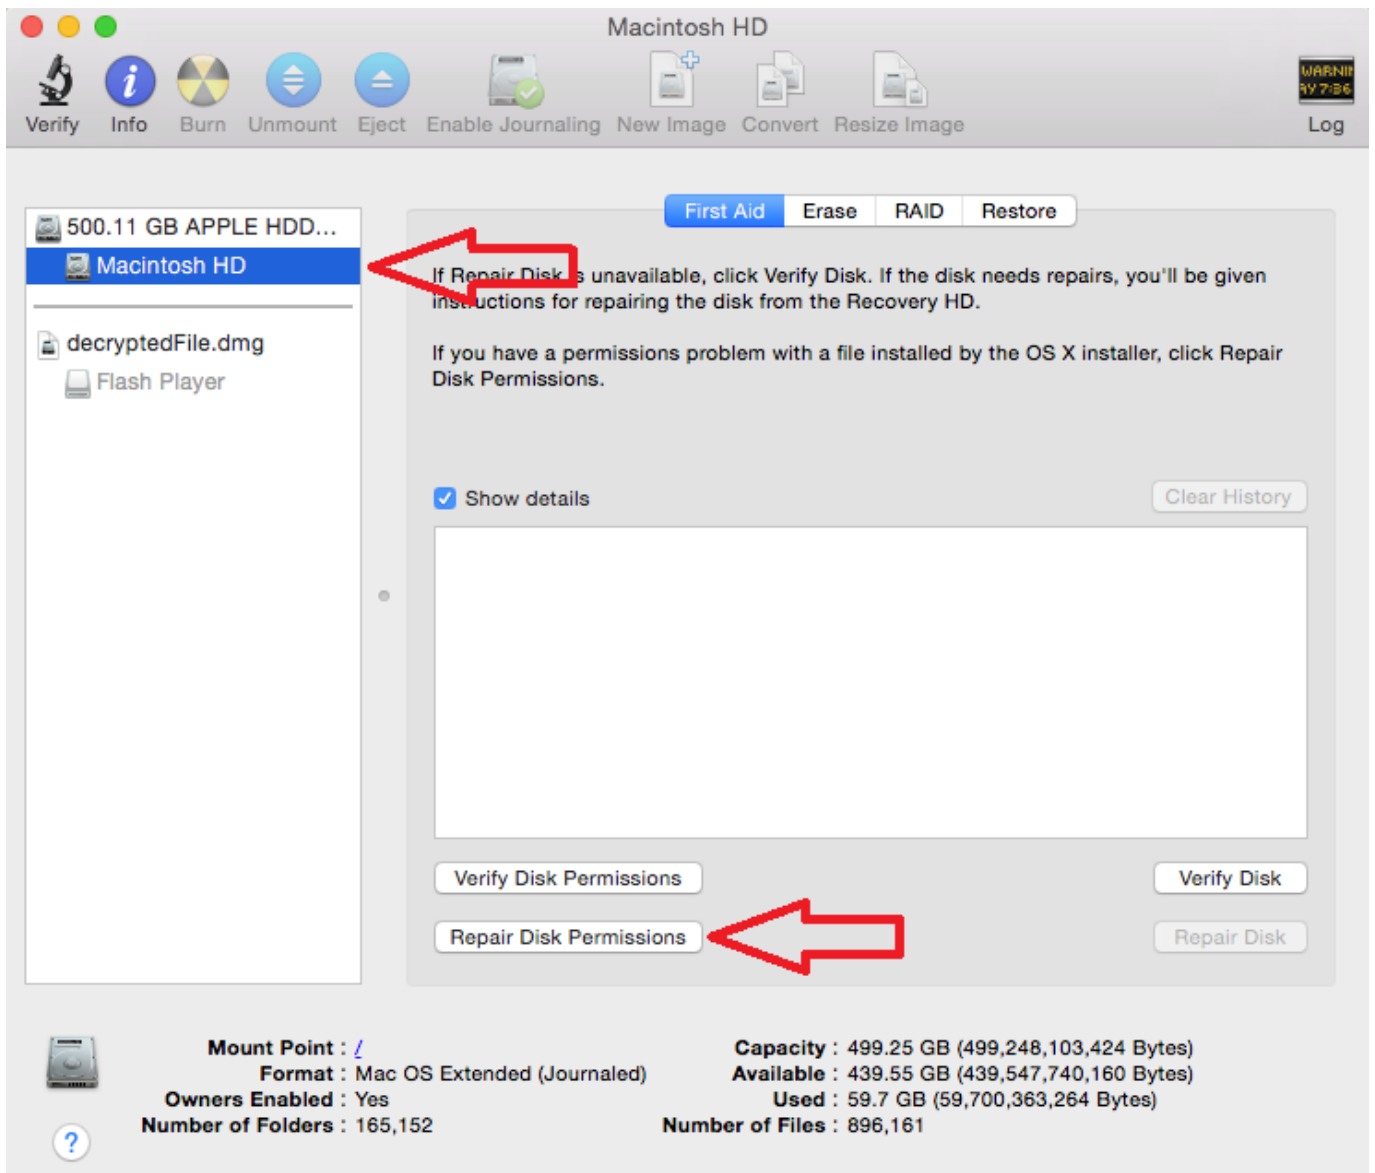 Macintosh HD
Verify Info Burn Unmount Eject Enable Journaling New Image Convert Resize Image Log
WARNIN
AY 7:36
500.11 GB APPLE HDD...
Macintosh HD
decryptedFile.dmg
Flash Player
First Aid Erase RAID Restore
If Repair Disk is unavailable, click Verify Disk. If the disk needs repairs, you'll be given
instructions for repairing the disk from the Recovery HD.
If you have a permissions problem with a file installed by the OS X installer, click Repair
Disk Permissions.
Show details Clear History
Verify Disk Permissions Verify Disk
Repair Disk Permissions Repair Disk
Mount Point : / Capacity : 499.25 GB (499,248,103,424 Bytes)
Format : Mac OS Extended (Journaled) Available : 439.55 GB (439,547,740,160 Bytes)
Owners Enabled : Yes Used : 59.7 GB (59,700,363,264 Bytes)
Number of Folders : 165,152 Number of Files : 896,161
?